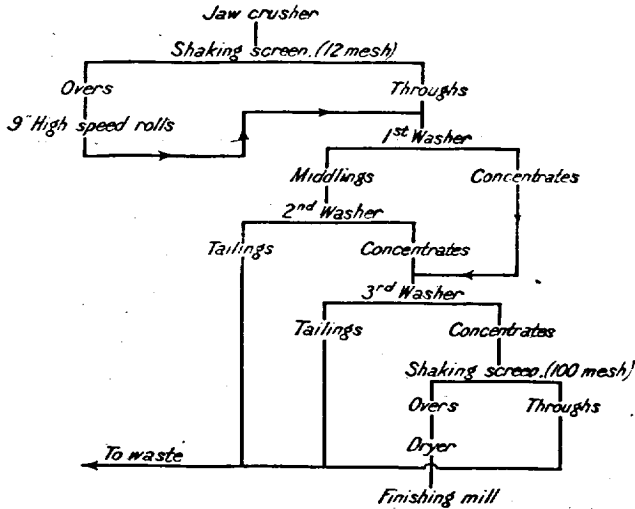 Jaw crusher
Shaking screen. (12 mesh)
Overs
Throughs
9" High speed rolls
1st Washer
Middlings
Concentrates
2nd Washer
Tailings
Concentrates
3rd Washer
Tailings
Concentrates
Shaking screen. (100 mesh)
Overs
Throughs
Dryer
To waste
Finishing mill